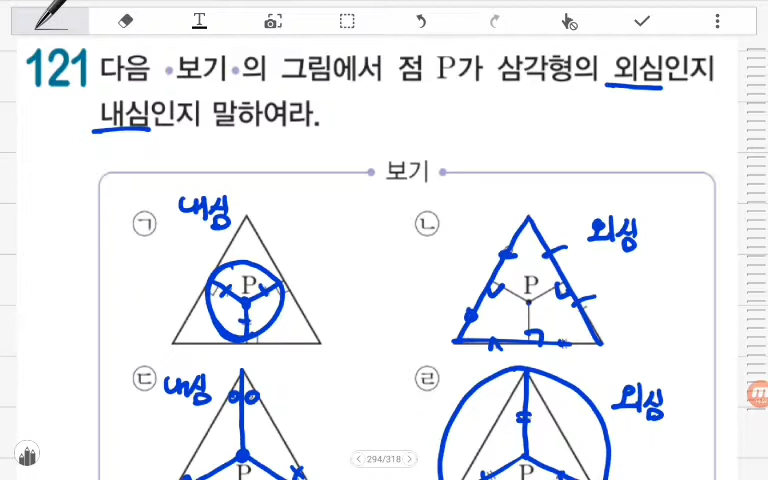 T
121 다음 •보기•의 그림에서 점 P가 삼각형의 외심인지
내심인지 말하여라.
보기
㉠ 내심
P
㉡ 외심
P
㉢ 내심
P
㉣ 외심
P
294/318